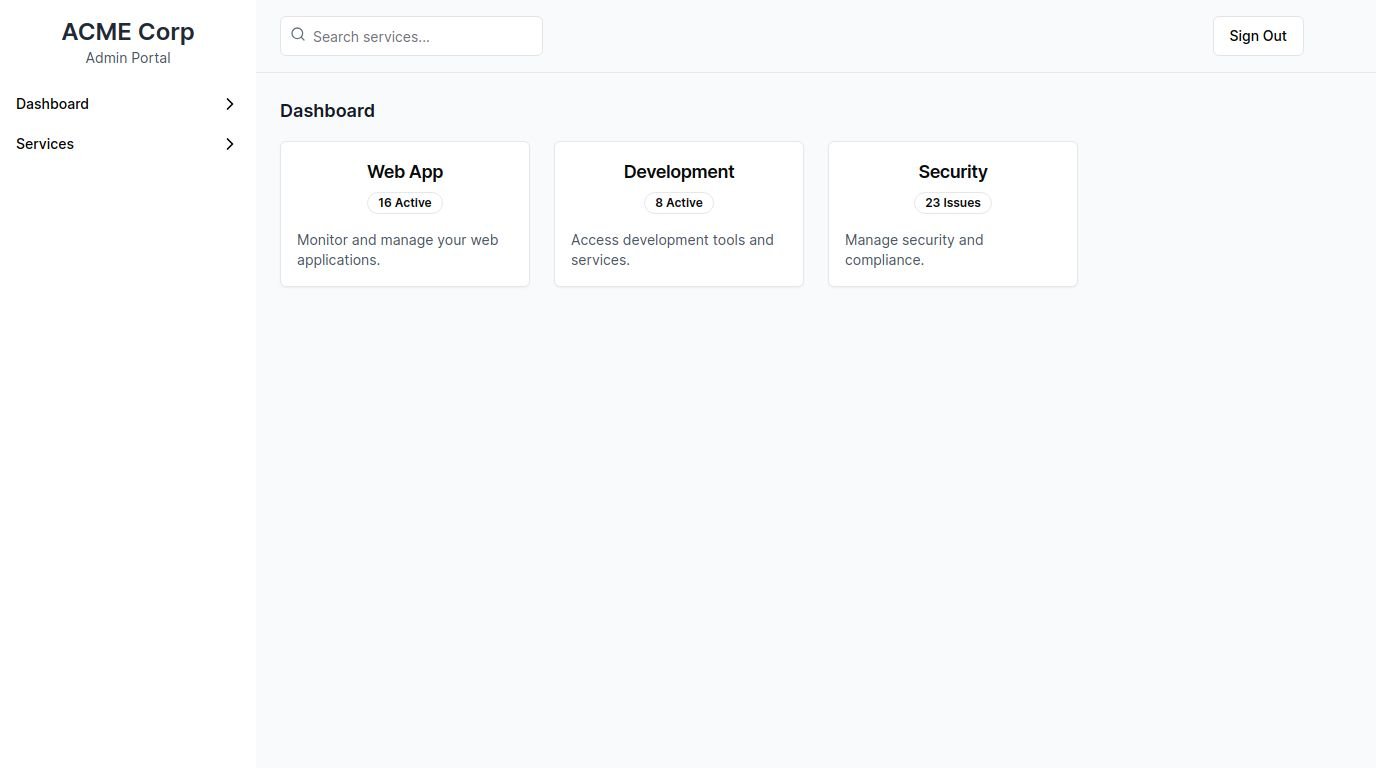 ACME Corp
Admin Portal
Dashboard
Services
Search services...
Sign Out
Dashboard
Web App
16 Active
Monitor and manage your web
applications.
Development
8 Active
Access development tools and
services.
Security
23 Issues
Manage security and
compliance.